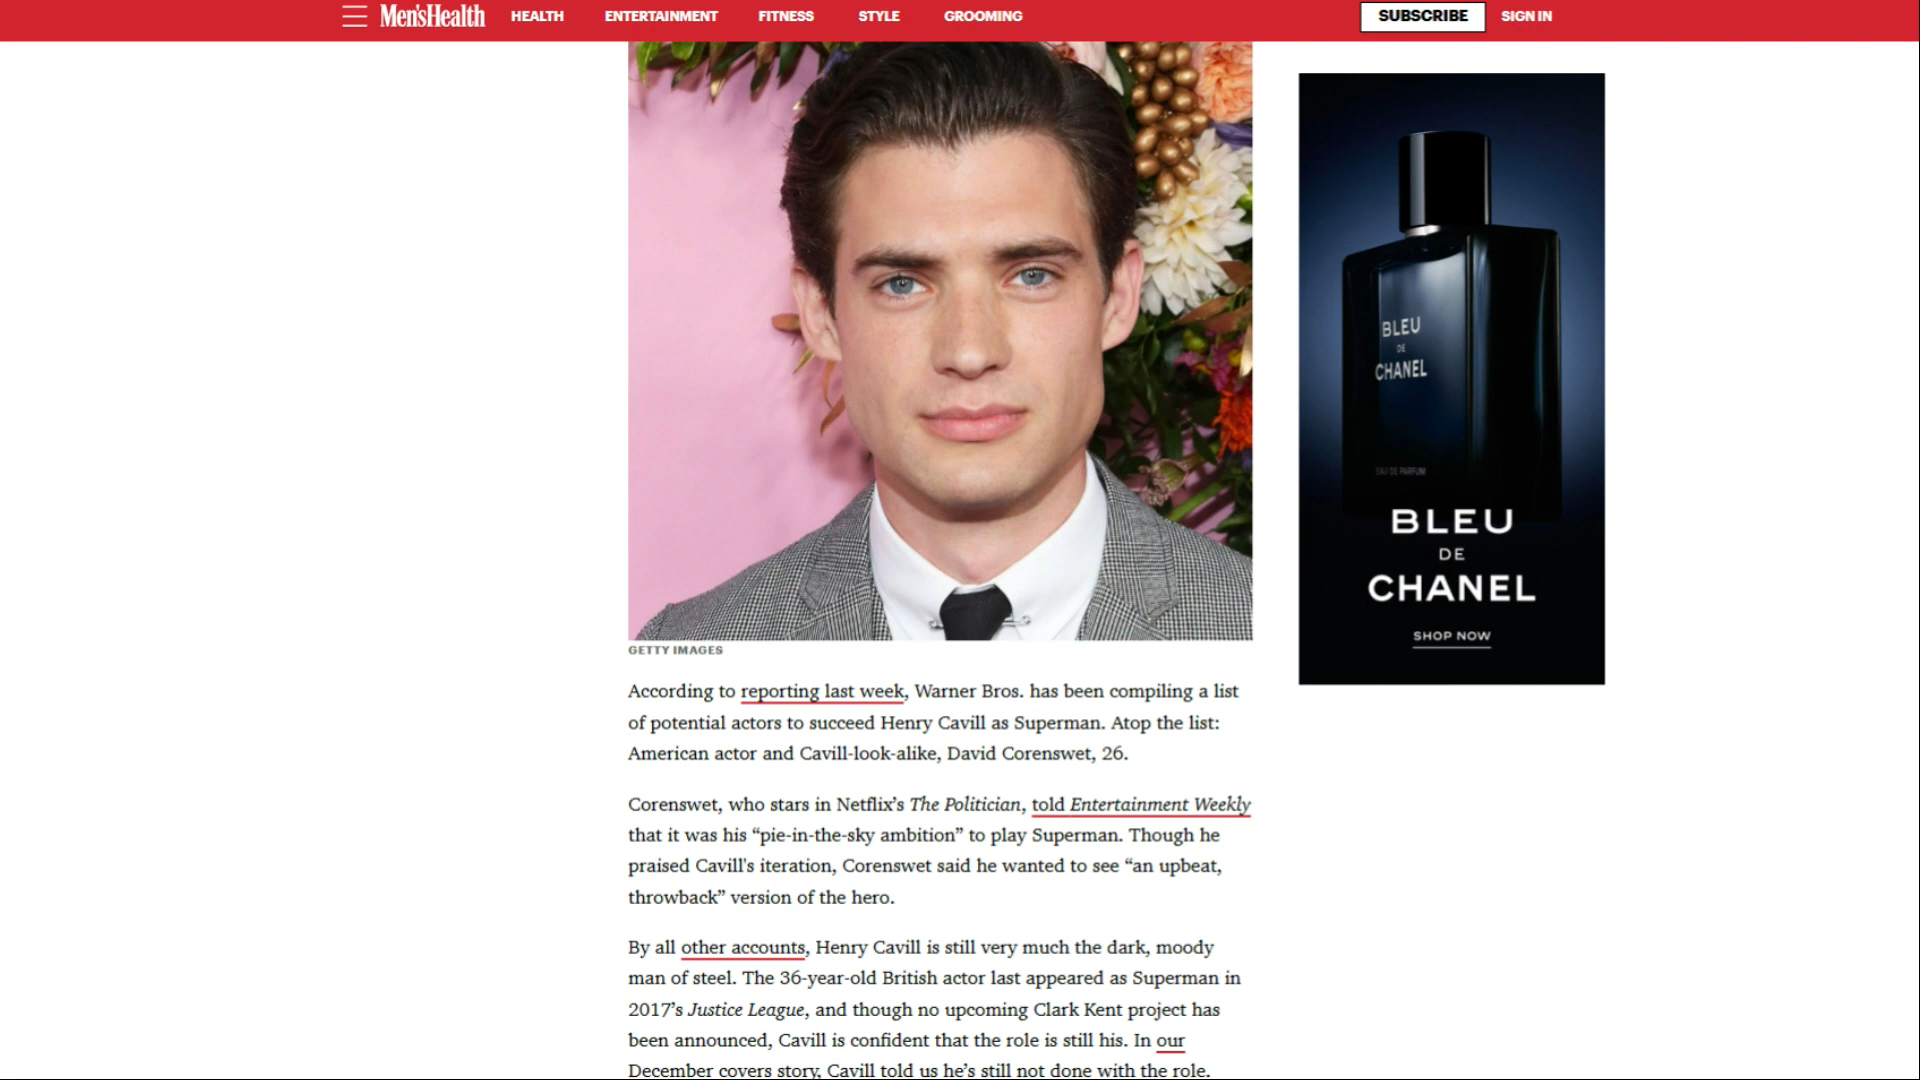 Men'sHealth HEALTH ENTERTAINMENT FITNESS STYLE GROOMING SUBSCRIBE SIGN IN
GETTY IMAGES
According to reporting last week, Warner Bros. has been compiling a list
of potential actors to succeed Henry Cavill as Superman. Atop the list:
American actor and Cavill-look-alike, David Corenswet, 26.
Corenswet, who stars in Netflix’s The Politician, told Entertainment Weekly
that it was his “pie-in-the-sky ambition” to play Superman. Though he
praised Cavill's iteration, Corenswet said he wanted to see “an upbeat,
throwback” version of the hero.
By all other accounts, Henry Cavill is still very much the dark, moody
man of steel. The 36-year-old British actor last appeared as Superman in
2017’s Justice League, and though no upcoming Clark Kent project has
been announced, Cavill is confident that the role is still his. In our
December covers story, Cavill told us he’s still not done with the role.
BLEU
DE
CHANEL
EAU DE PARFUM
BLEU
DE
CHANEL
SHOP NOW